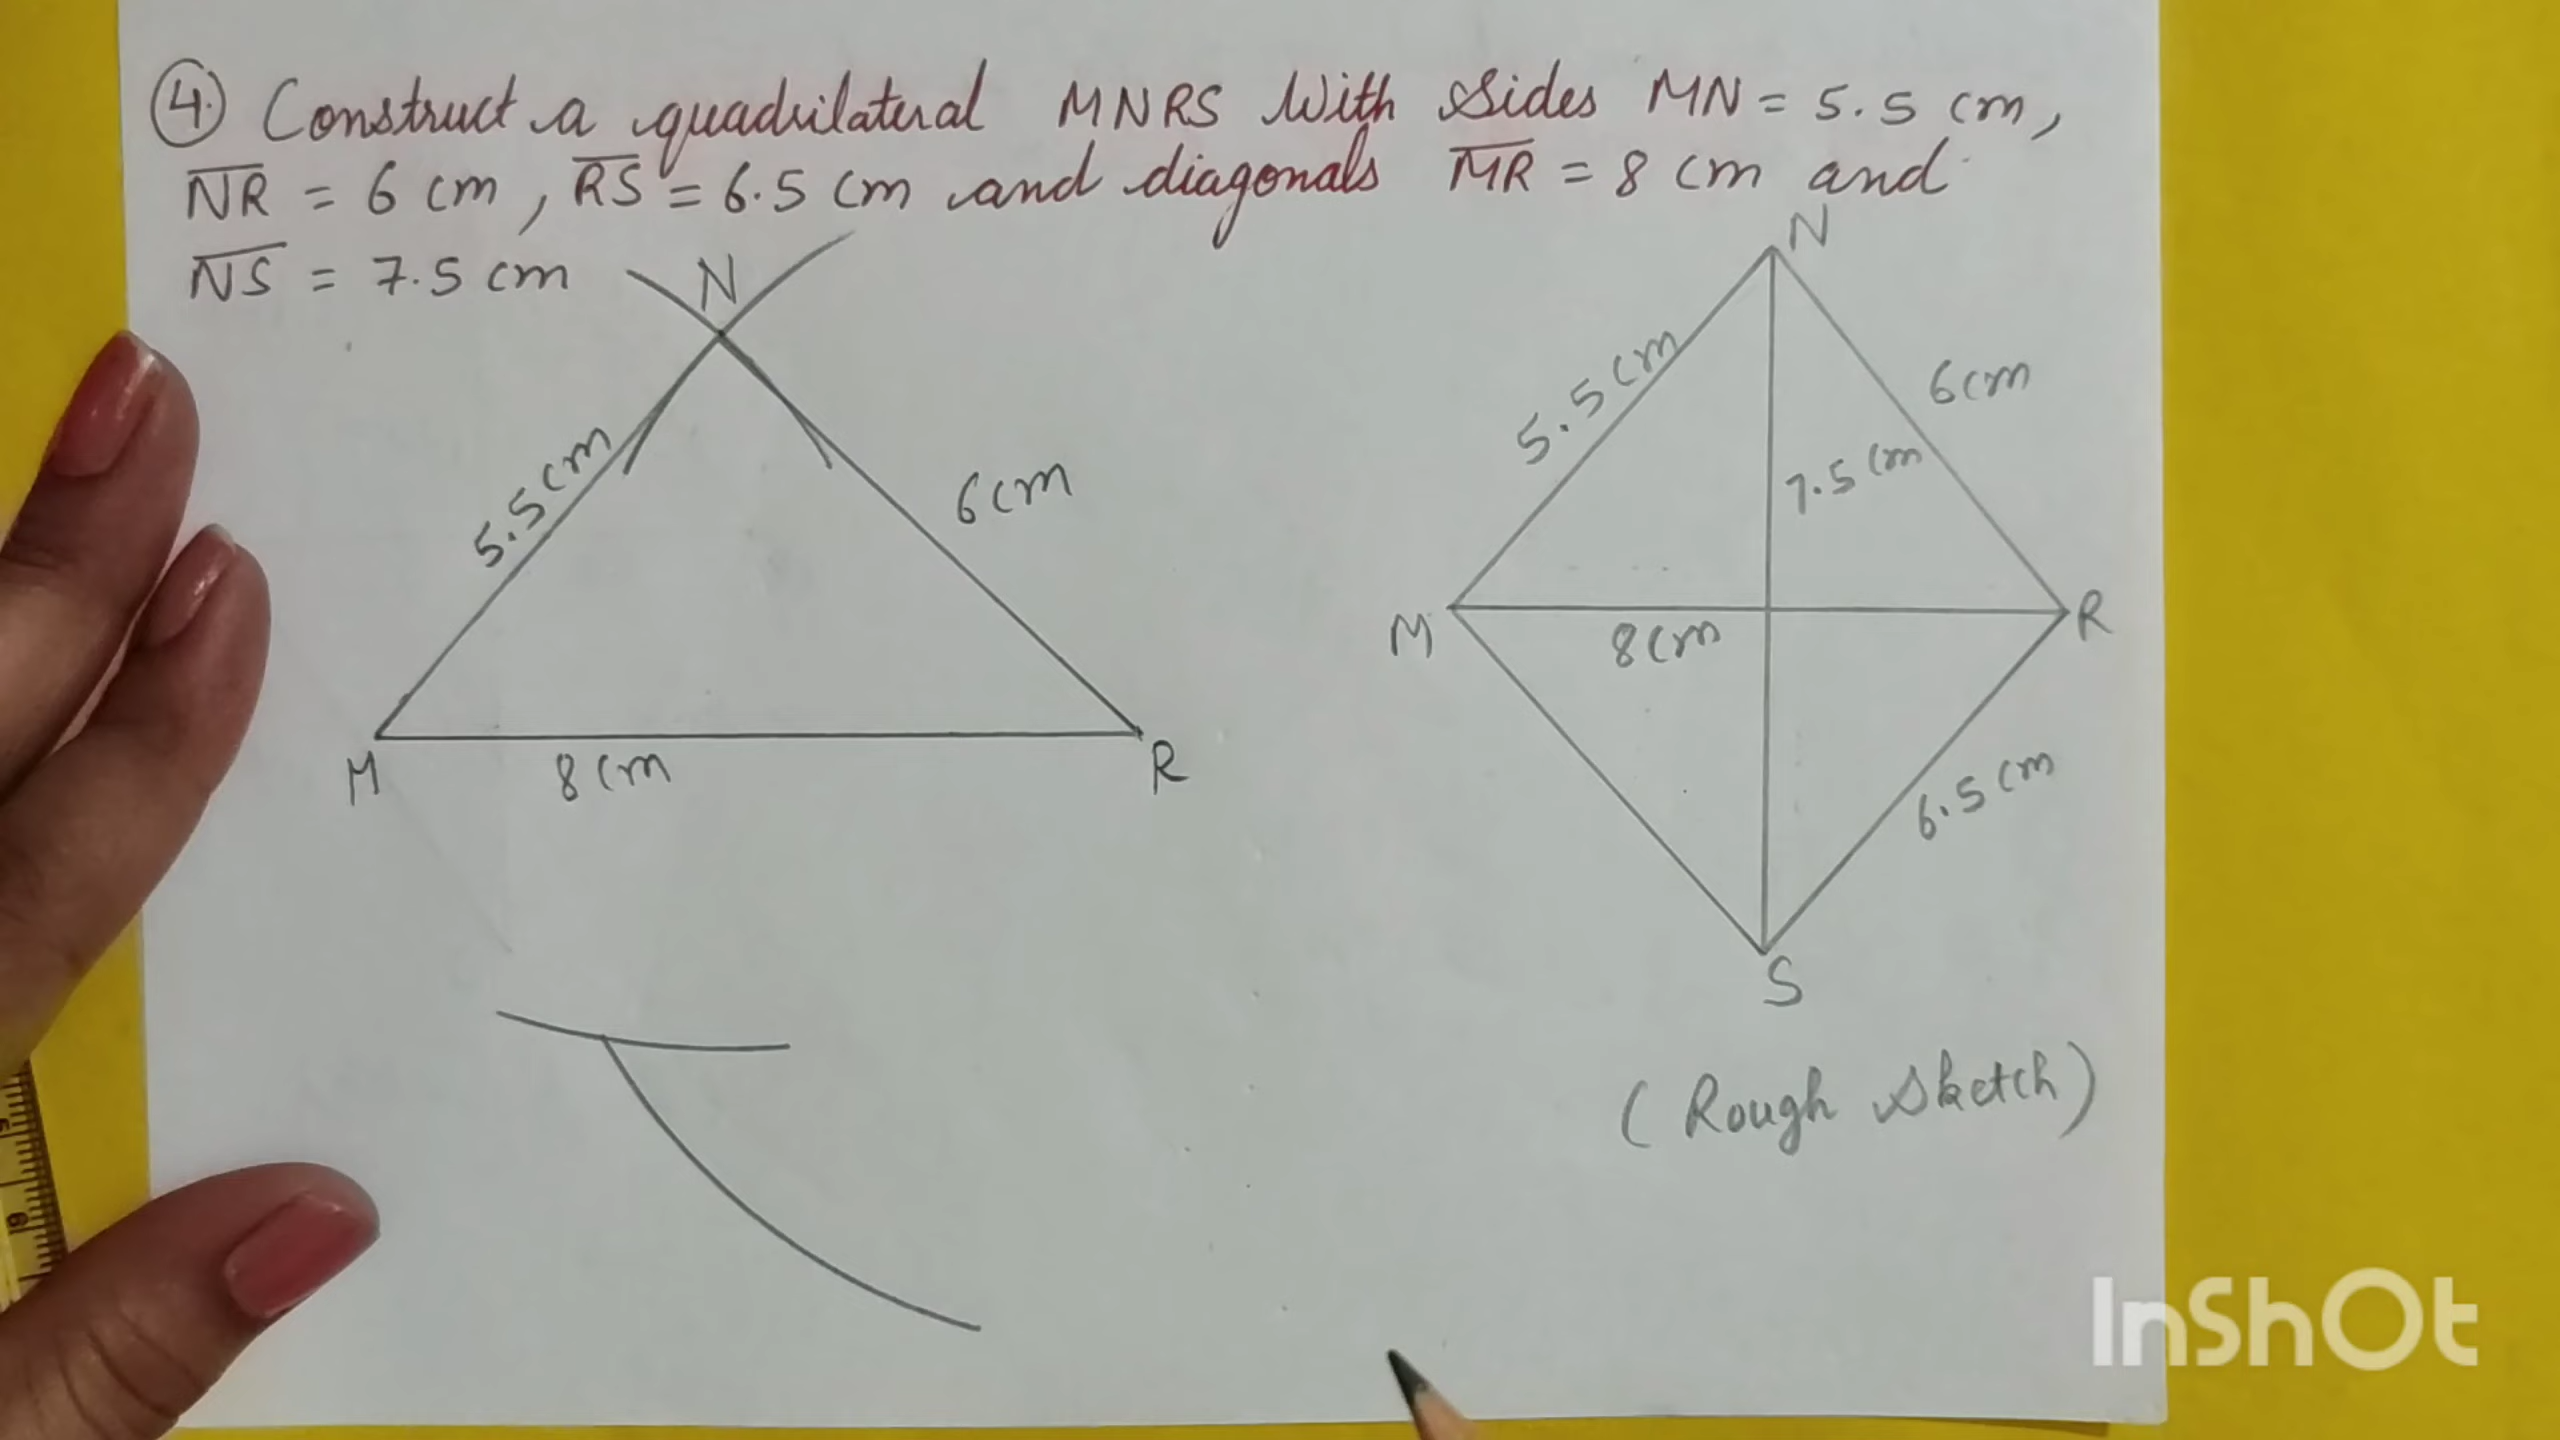 4. Construct a quadrilateral MNRS With Sides MN = 5.5 cm,
NR = 6 cm, RS = 6.5 cm and diagonals MR = 8 cm and
NS = 7.5 cm
N
5.5 cm
6 cm
M
8 cm
R
N
5.5 cm
6 cm
7.5 cm
M
8 cm
R
6.5 cm
S
(Rough Sketch)
6
InShOt